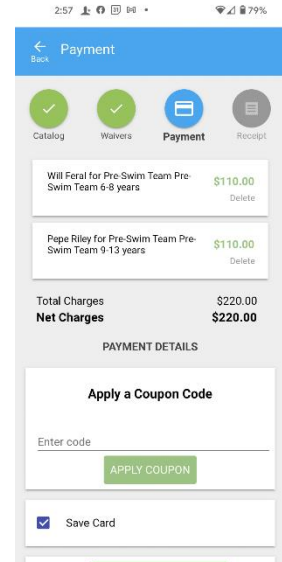 2:57 79%
Payment
Back
Catalog Waivers Payment Receipt
Will Feral for Pre-Swim Team Pre-
Swim Team 6-8 years
$110.00
Delete
Pepe Riley for Pre-Swim Team Pre-
Swim Team 9-13 years
$110.00
Delete
Total Charges $220.00
Net Charges $220.00
PAYMENT DETAILS
Apply a Coupon Code
Enter code
APPLY COUPON
Save Card